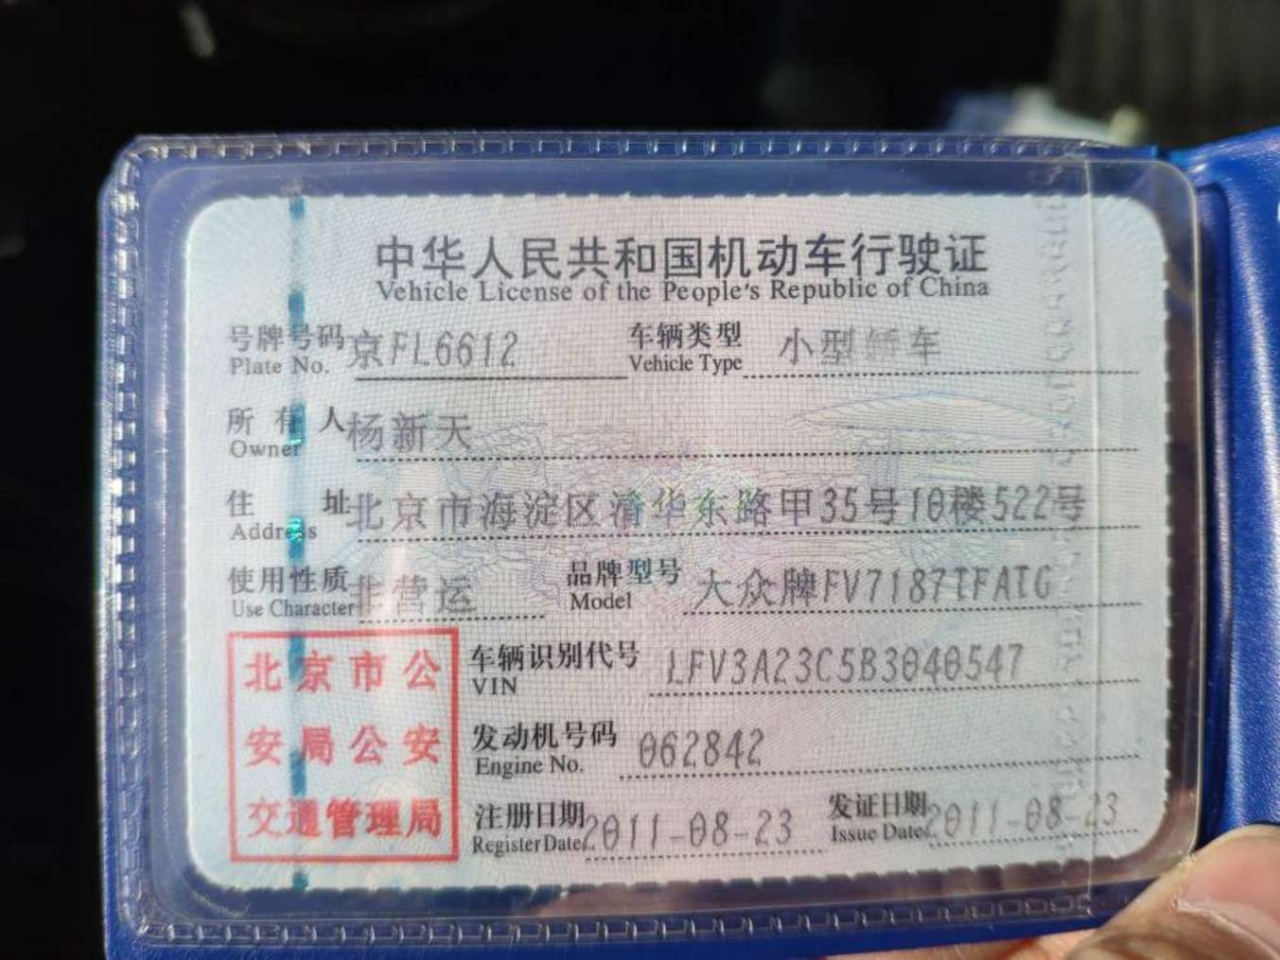 中华人民共和国机动车行驶证
Vehicle License of the People's Republic of China
号牌号码 京FL6612 车辆类型 小型轿车
Plate No. Vehicle Type
所有人 杨新天
Owner
住址 北京市海淀区清华东路甲35号10楼522号
Address
使用性质 非营运 品牌型号 大众牌FV7187TFATG
Use Character Model
北京市公
安局公安
交通管理局
车辆识别代号 LFV3A23C5B3040547
VIN
发动机号码 062842
Engine No.
注册日期 2011-08-23 发证日期 2011-08-23
Register Date Issue Date